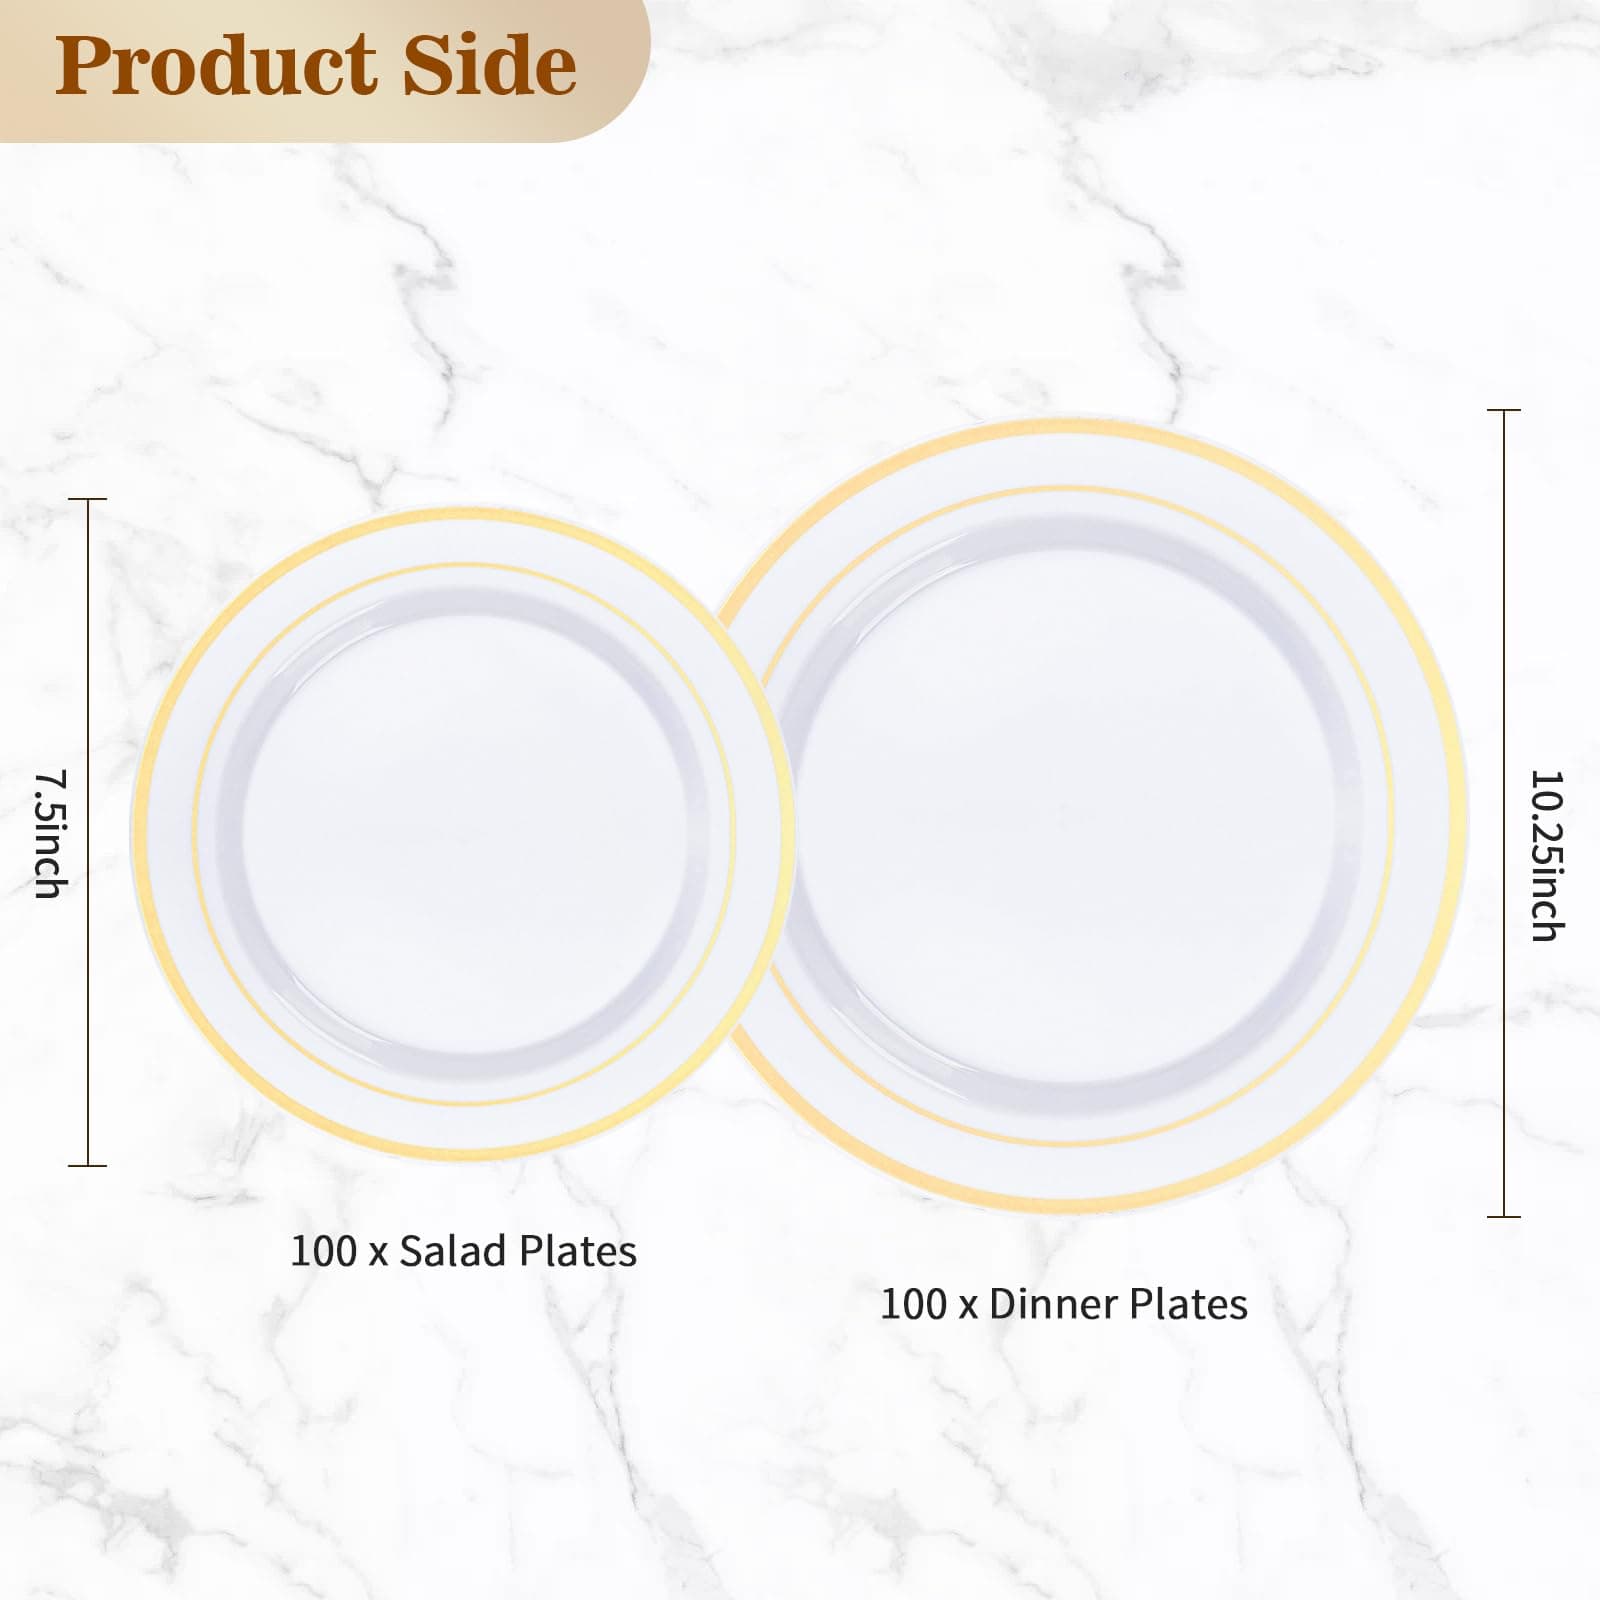 Product Side
7.5inch
10.25inch
100 x Salad Plates
100 x Dinner Plates